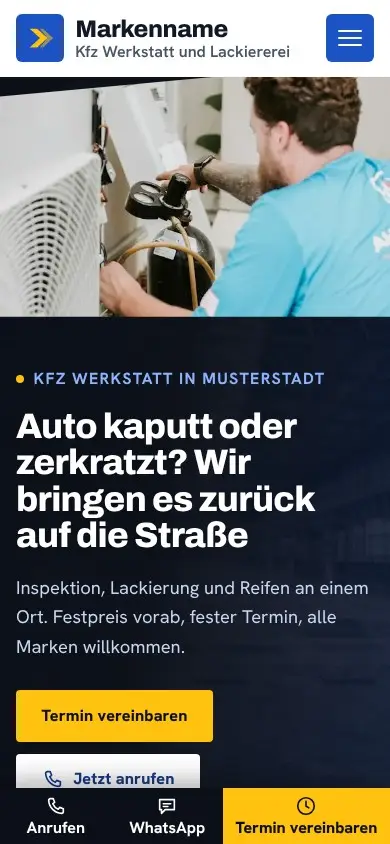 Markenname
Kfz Werkstatt und Lackiererei
KFZ WERKSTATT IN MUSTERSTADT
Auto kaputt oder
zerkratzt? Wir
bringen es zurück
auf die Straße
Inspektion, Lackierung und Reifen an einem
Ort. Festpreis vorab, fester Termin, alle
Marken willkommen.
Termin vereinbaren
Jetzt anrufen
Anrufen
WhatsApp
Termin vereinbaren